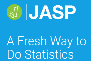 JASP
A Fresh Way to
Do Statistics